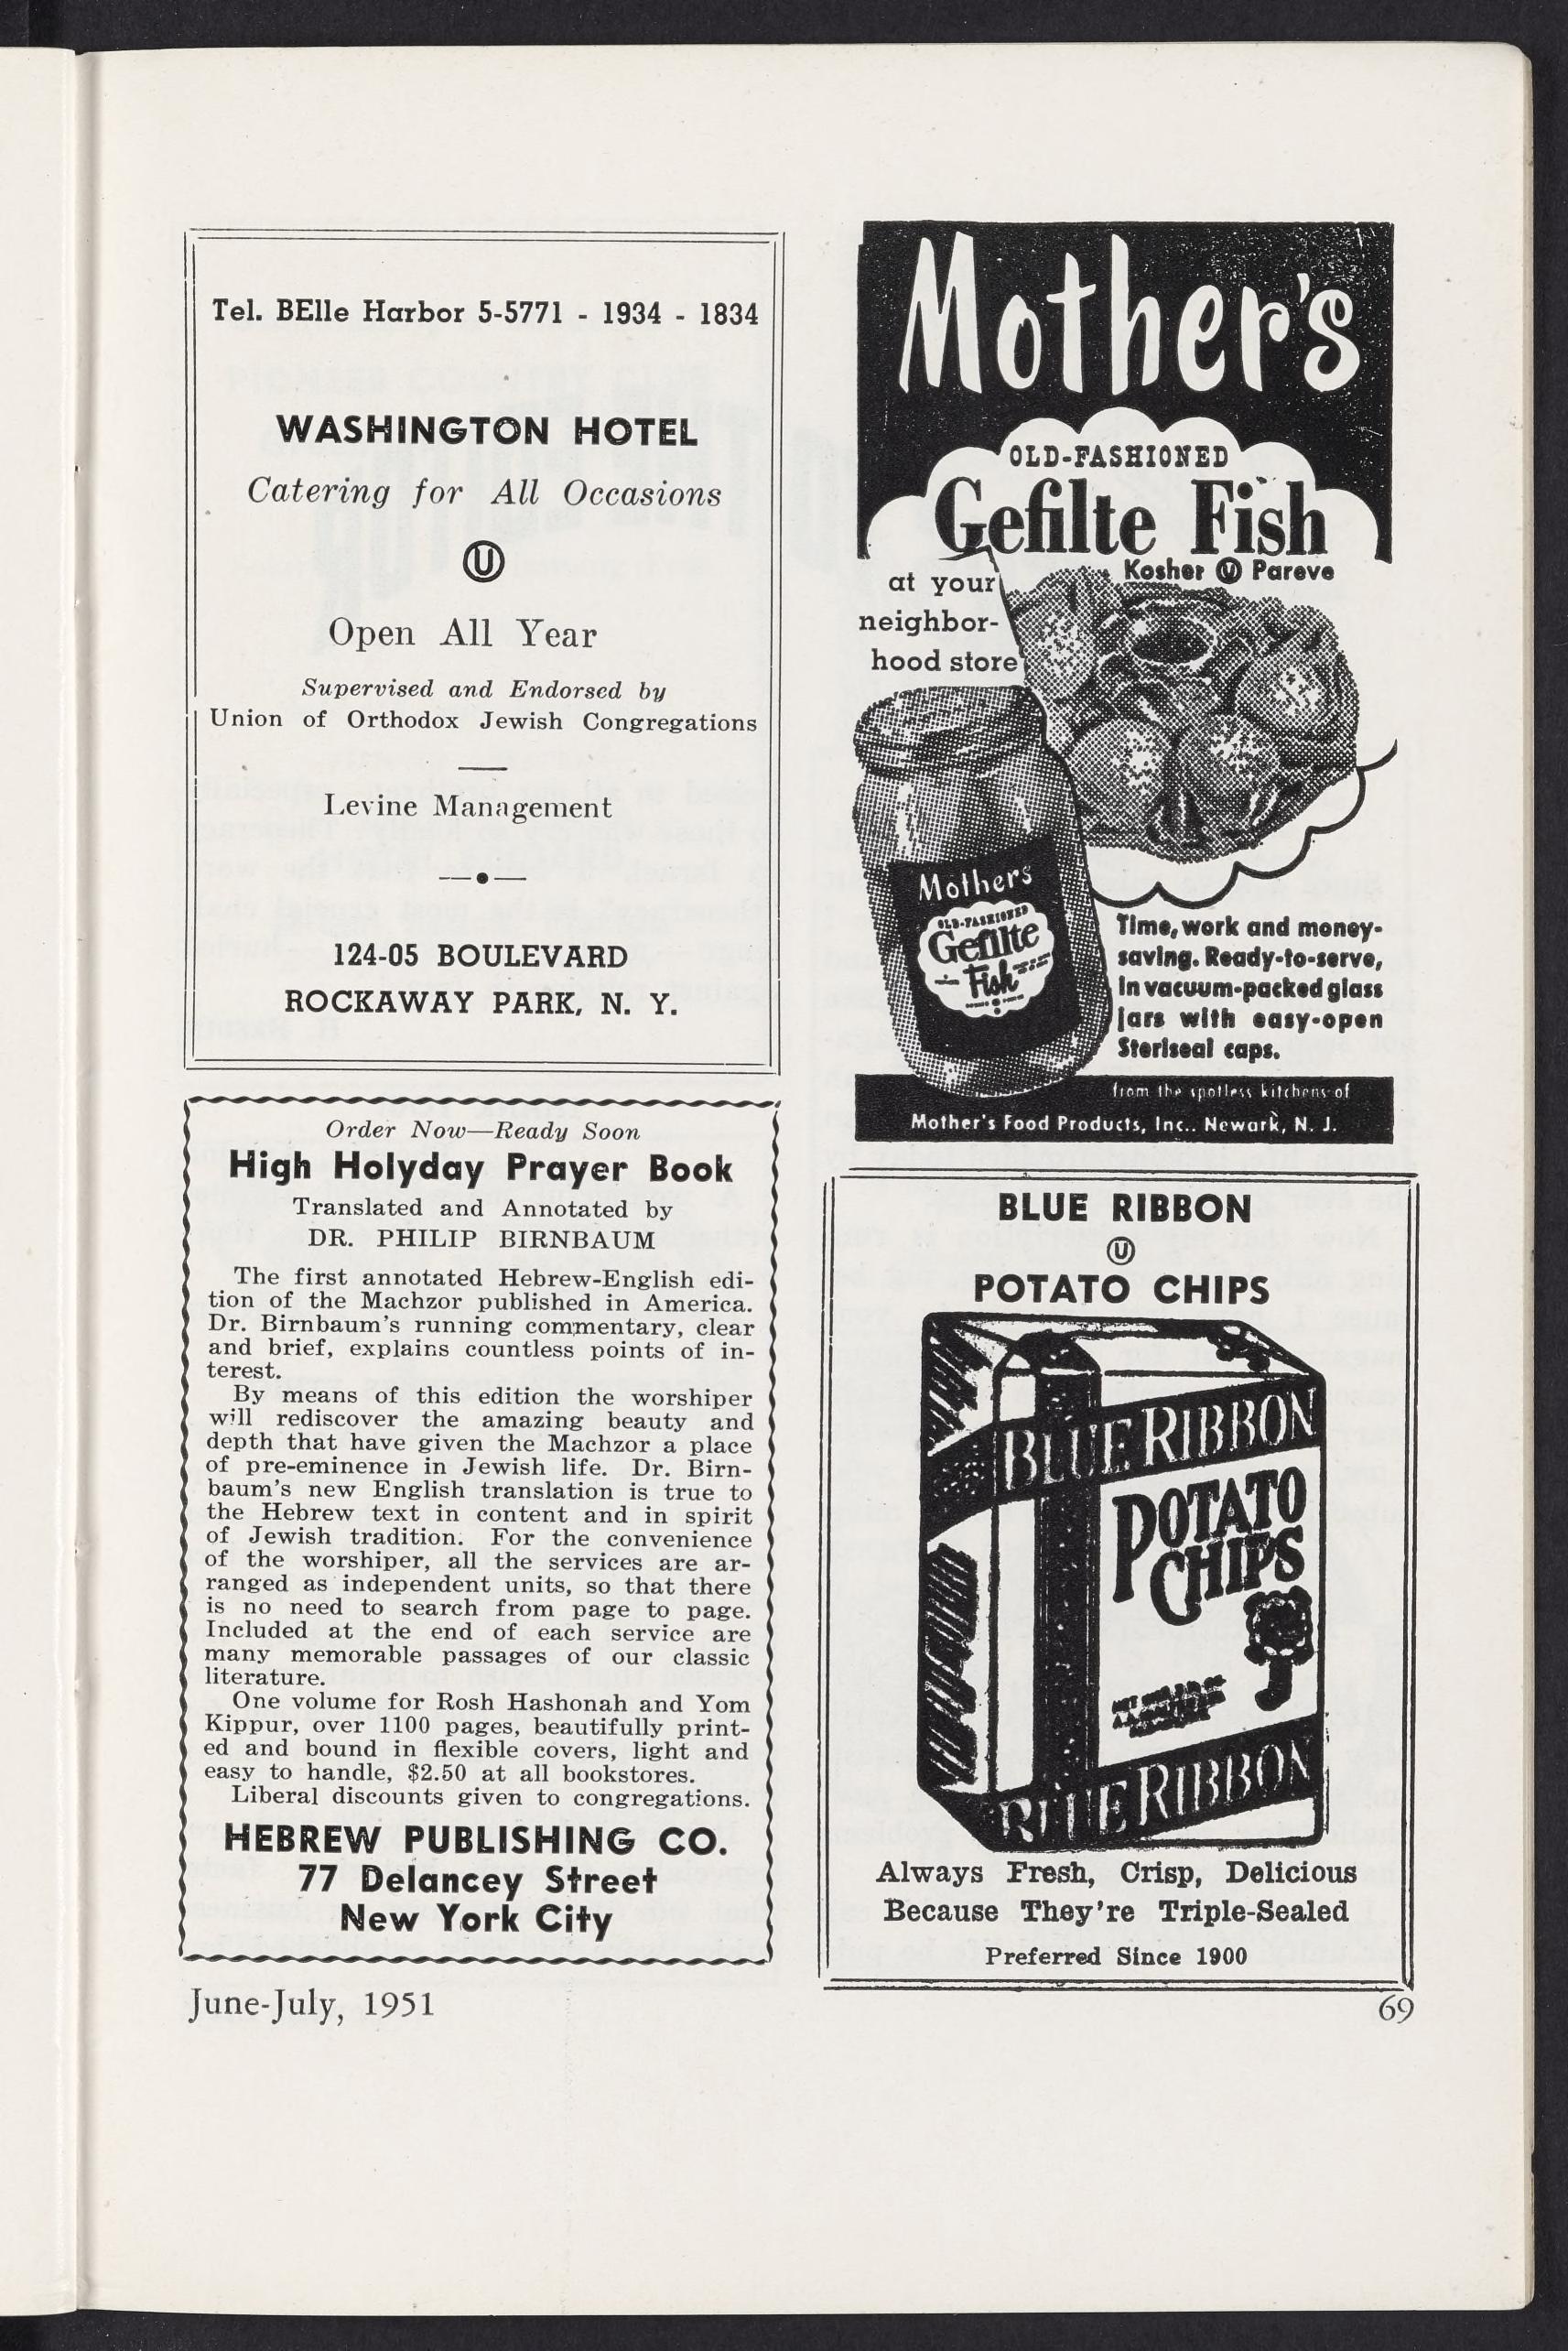 Tel. BElle Harbor 5-5771 - 1934 - 1834
WASHINGTON HOTEL
Catering for All Occasions
Ⓤ
Open All Year
Supervised and Endorsed by
Union of Orthodox Jewish Congregations
Levine Management
124-05 BOULEVARD
ROCKAWAY PARK, N. Y.
Order Now—Ready Soon
High Holyday Prayer Book
Translated and Annotated by
DR. PHILIP BIRNBAUM
The first annotated Hebrew-English edi-
tion of the Machzor published in America.
Dr. Birnbaum's running commentary, clear
and brief, explains countless points of in-
terest.
By means of this edition the worshiper
will rediscover the amazing beauty and
depth that have given the Machzor a place
of pre-eminence in Jewish life. Dr. Birn-
baum's new English translation is true to
the Hebrew text in content and in spirit
of Jewish tradition. For the convenience
of the worshiper, all the services are ar-
ranged as independent units, so that there
is no need to search from page to page.
Included at the end of each service are
many memorable passages of our classic
literature.
One volume for Rosh Hashonah and Yom
Kippur, over 1100 pages, beautifully print-
ed and bound in flexible covers, light and
easy to handle, $2.50 at all bookstores.
Liberal discounts given to congregations.
HEBREW PUBLISHING CO.
77 Delancey Street
New York City
Mother's
OLD-FASHIONED
Gefilte Fish
Kosher Ⓤ Pareve
at your
neighbor-
hood store
Mothers
OLD-FASHIONED
Gefilte
Fish
Time, work and money-
saving. Ready-to-serve,
in vacuum-packed glass
jars with easy-open
Steriseal caps.
from the spotless kitchens of
Mother's Food Products, Inc.. Newark, N. J.
BLUE RIBBON
Ⓤ
POTATO CHIPS
BLUE RIBBON
POTATO
CHIPS
BLUE RIBBON
Always Fresh, Crisp, Delicious
Because They're Triple-Sealed
Preferred Since 1900
June-July, 1951
69